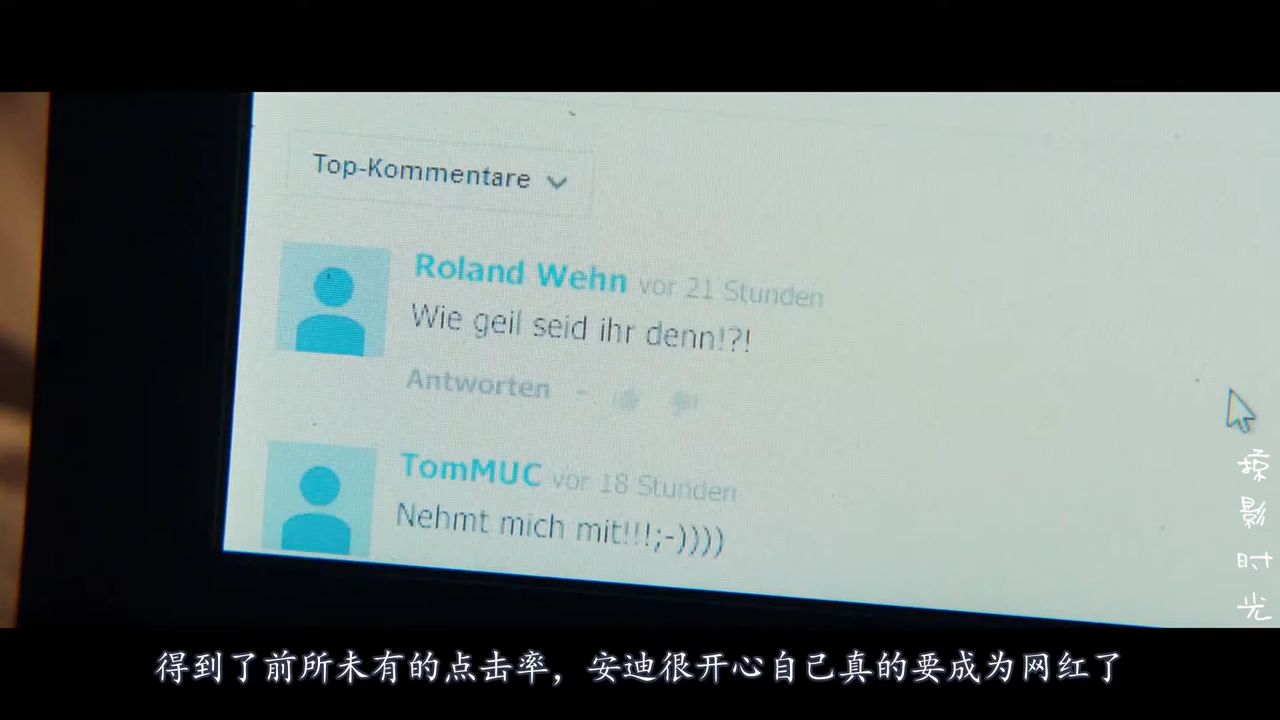 Top-Kommentare
Roland Wehn vor 21 Stunden
Wie geil seid ihr denn!?!
Antworten -
TomMUC vor 18 Stunden
Nehmt mich mit!!!;-))))
掠影时光
得到了前所未有的点击率，安迪很开心自己真的要成为网红了